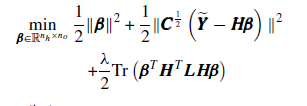 min_{β∈ℝ^{n_h×n_o}} 1/2 ‖β‖² + 1/2 ‖C^{1/2} (Ỹ − Hβ) ‖²
+ λ/2 Tr (β^T H^T L H β)